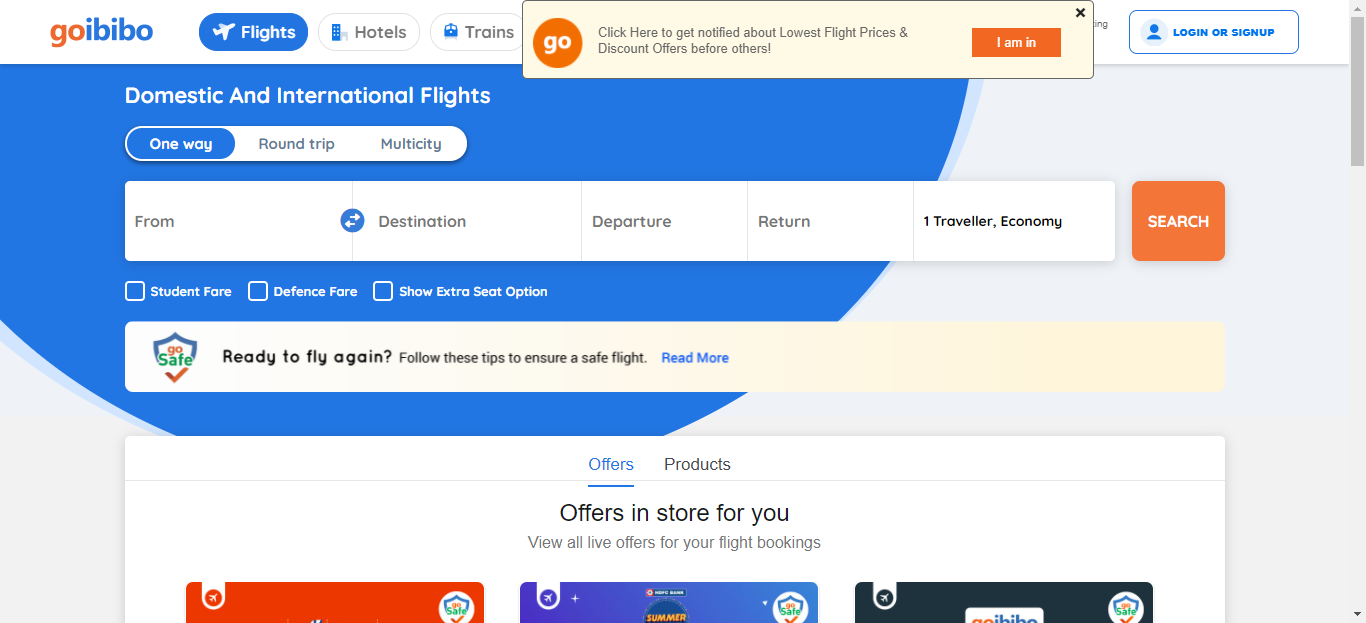 goibibo
Flights
Hotels
Trains
go
Click Here to get notified about Lowest Flight Prices &
Discount Offers before others!
I am in
LOGIN OR SIGNUP
Domestic And International Flights
One way
Round trip
Multicity
From
Destination
Departure
Return
1 Traveller, Economy
SEARCH
Student Fare
Defence Fare
Show Extra Seat Option
go
Safe
Ready to fly again? Follow these tips to ensure a safe flight. Read More
Offers
Products
Offers in store for you
View all live offers for your flight bookings
go
Safe
HDFC BANK
SUMMER
go
Safe
goibibo
go
Safe